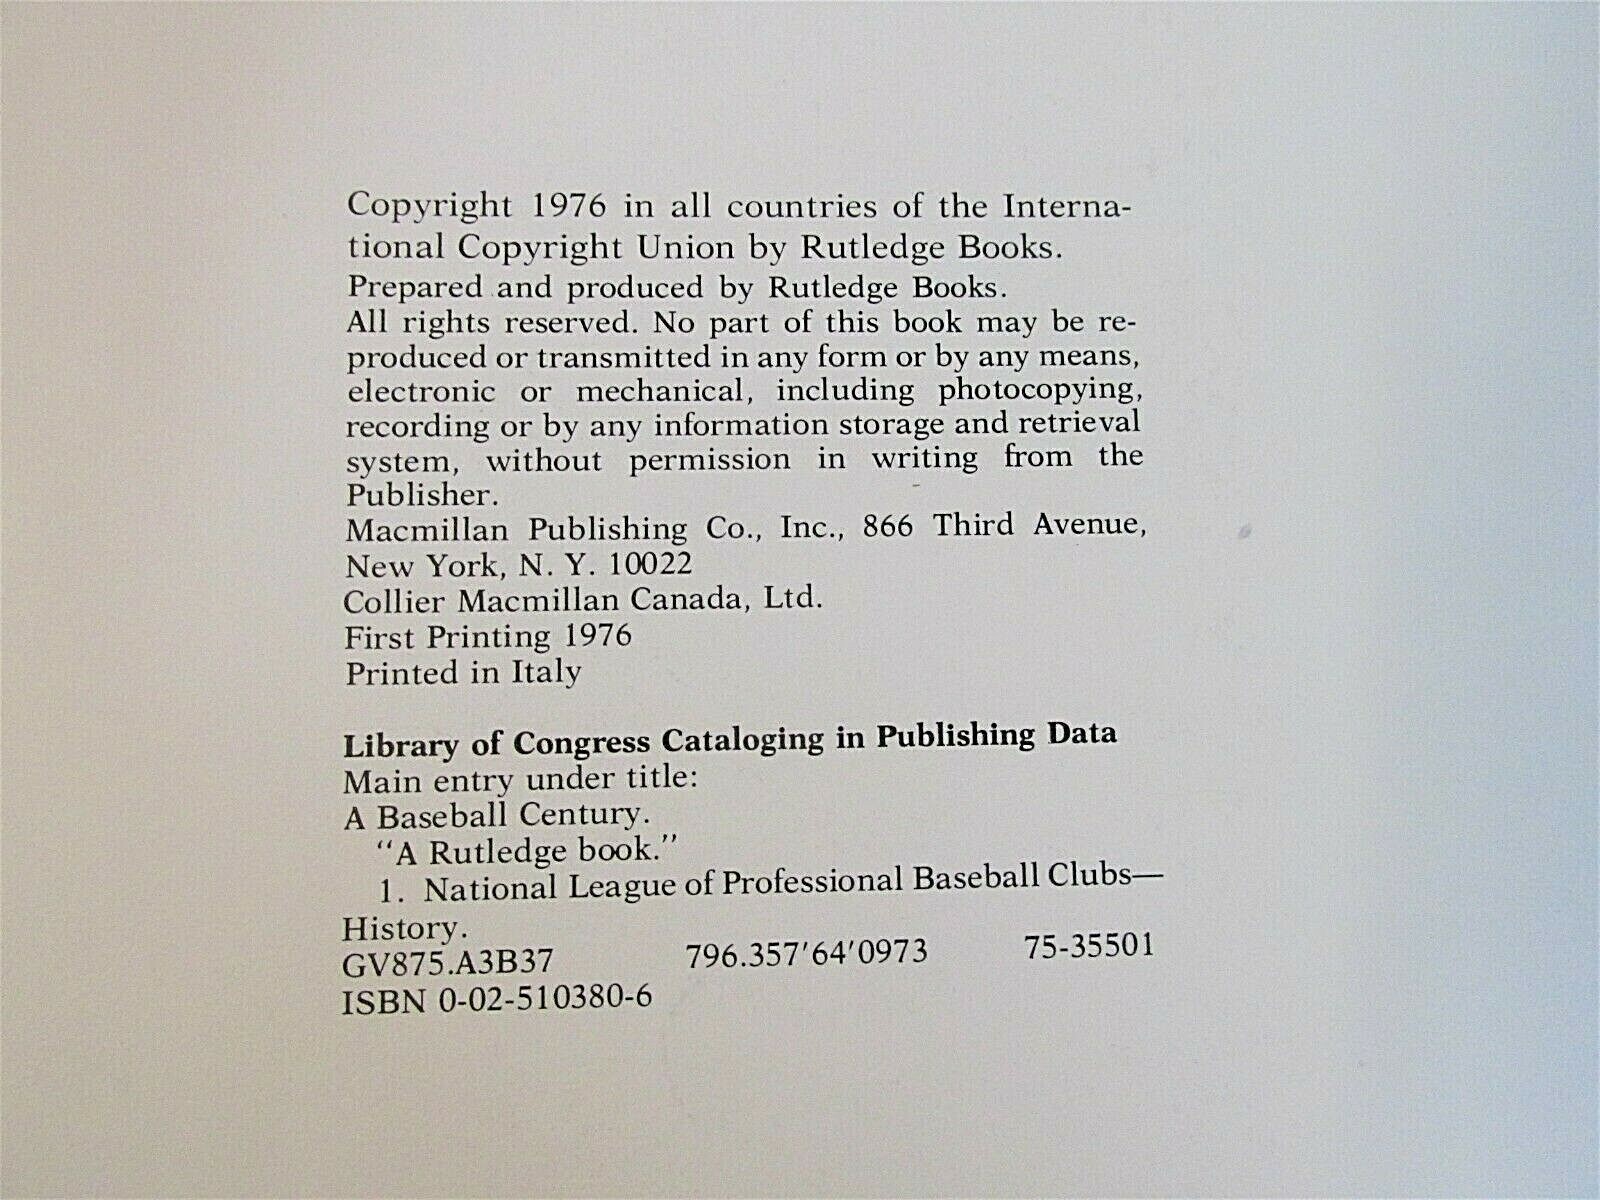 Copyright 1976 in all countries of the Interna-
tional Copyright Union by Rutledge Books.
Prepared and produced by Rutledge Books.
All rights reserved. No part of this book may be re-
produced or transmitted in any form or by any means,
electronic or mechanical, including photocopying,
recording or by any information storage and retrieval
system, without permission in writing from the
Publisher.
Macmillan Publishing Co., Inc., 866 Third Avenue,
New York, N. Y. 10022
Collier Macmillan Canada, Ltd.
First Printing 1976
Printed in Italy
Library of Congress Cataloging in Publishing Data
Main entry under title:
A Baseball Century.
"A Rutledge book."
1. National League of Professional Baseball Clubs—
History.
GV875.A3B37 796.357'64'0973 75-35501
ISBN 0-02-510380-6